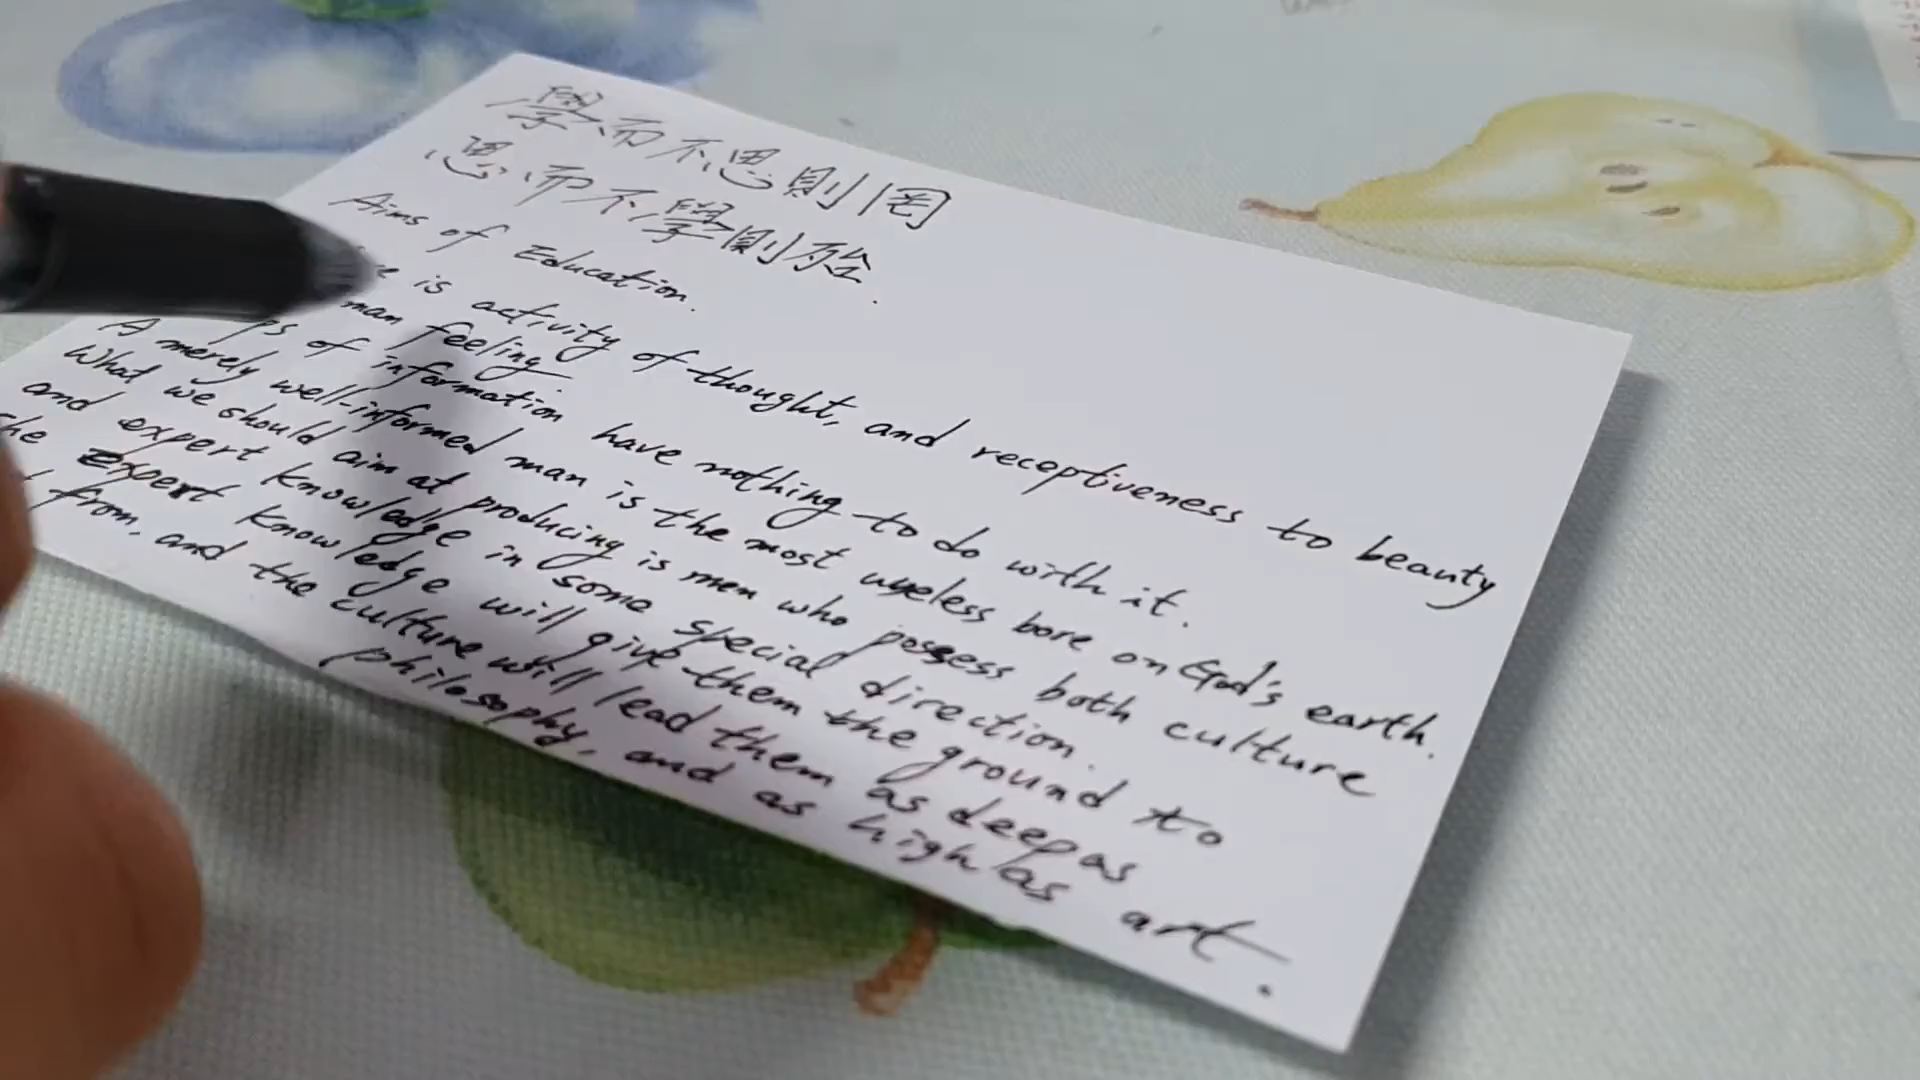 學而不思則罔
思而不學則殆.
Aims of Education.
is activity of thought, and receptiveness to beauty
man feeling.
of information have nothing to do with it.
A merely well-informed man is the most useless bore on God's earth.
What we should aim at producing is men who possess both culture
and expert knowledge in some special direction.
expert knowledge will give them the ground to
from, and the culture will lead them as deep as
philosophy, and as high as art.